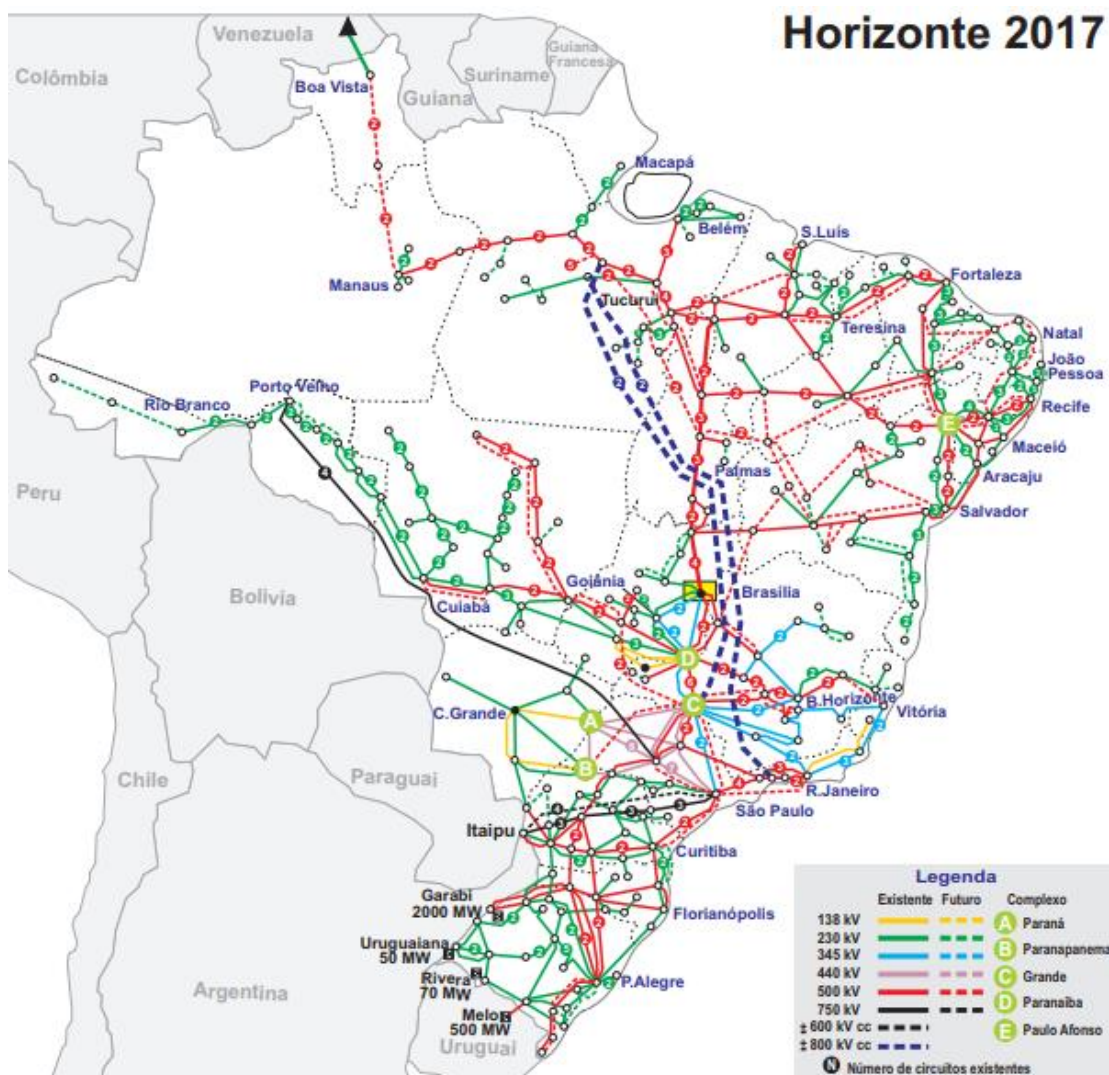 Horizonte 2017
Venezuela
Guiana
Francesa
Colômbia
Suriname
Boa Vista
Guiana
Macapá
Belém
S.Luís
Manaus
Fortaleza
Tucuruí
Teresina
Natal
João
Pessoa
Porto Velho
Rio Branco
Recife
E
Maceió
Palmas
Aracaju
Peru
Salvador
Goiânia
Brasília
Bolívia
Cuiabá
D
C
B.Horizonte
Vitória
C.Grande
A
Chile
Paraguai
B
R.Janeiro
São Paulo
Itaipu
Curitiba
Garabi
2000 MW
Florianópolis
Uruguaiana
50 MW
Rivera
70 MW
P.Alegre
Argentina
Melo
500 MW
Uruguai
Legenda
Existente Futuro Complexo
138 kV A Paraná
230 kV B Paranapanema
345 kV
440 kV C Grande
500 kV D Paranaíba
750 kV
± 600 kV cc E Paulo Afonso
± 800 kV cc
N Número de circuitos existentes